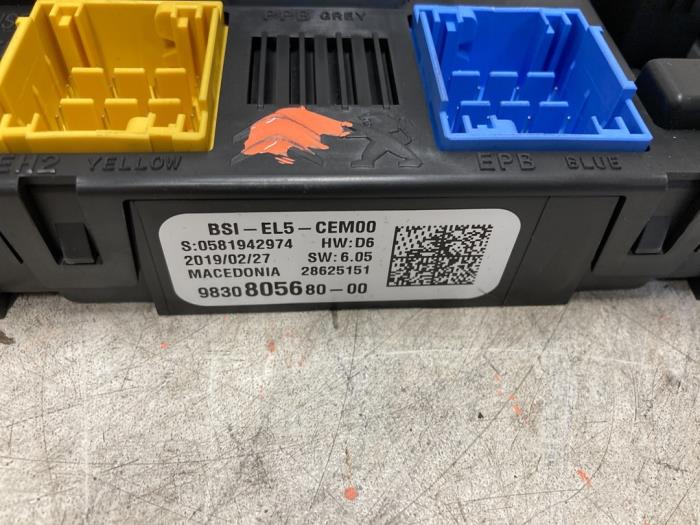 PPB GREY
EH2 YELLOW
EPB BLUE
BSI-EL5-CEM00
S:0581942974 HW:D6
2019/02/27 SW:6.05
MACEDONIA 28625151
9830805680-00